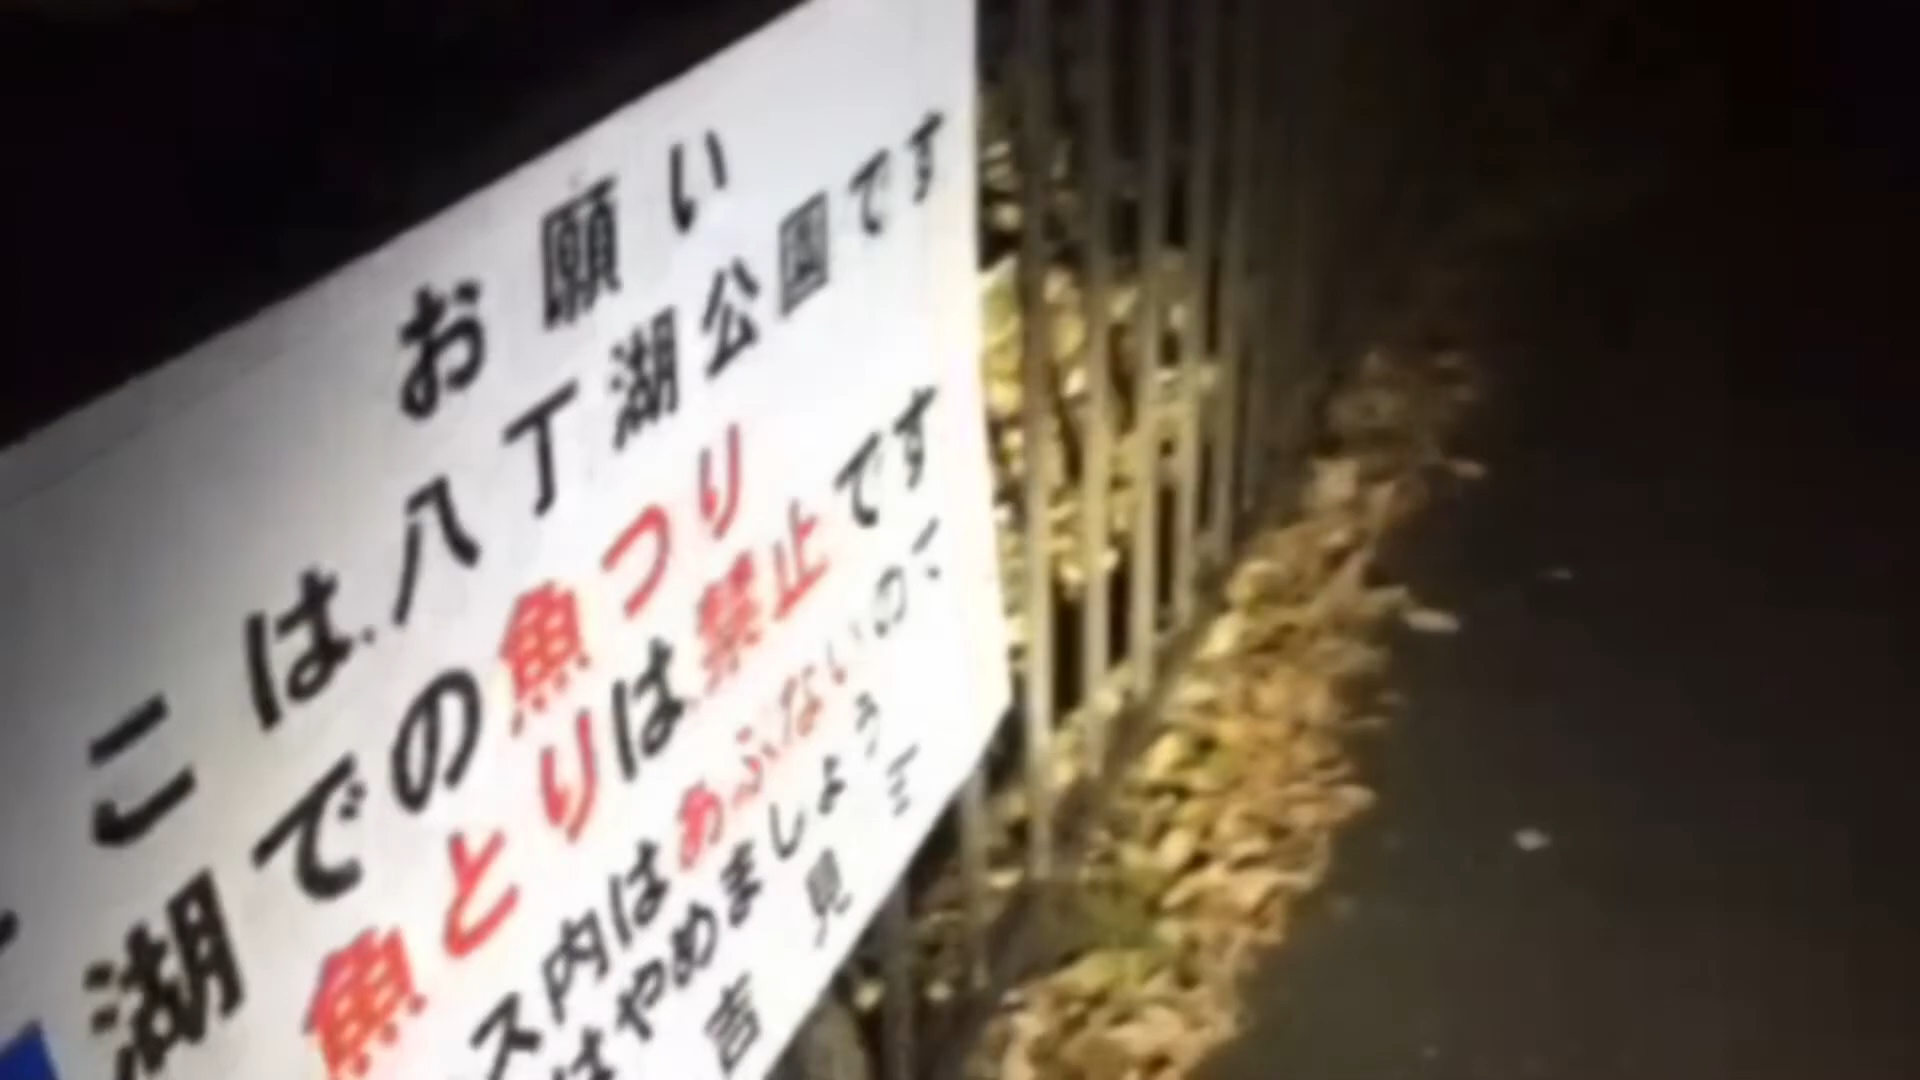 お願い
こは八丁湖公園です
湖での魚つり
魚とりは禁止です
ス内はあぶないのに
はやめましょう
吉見